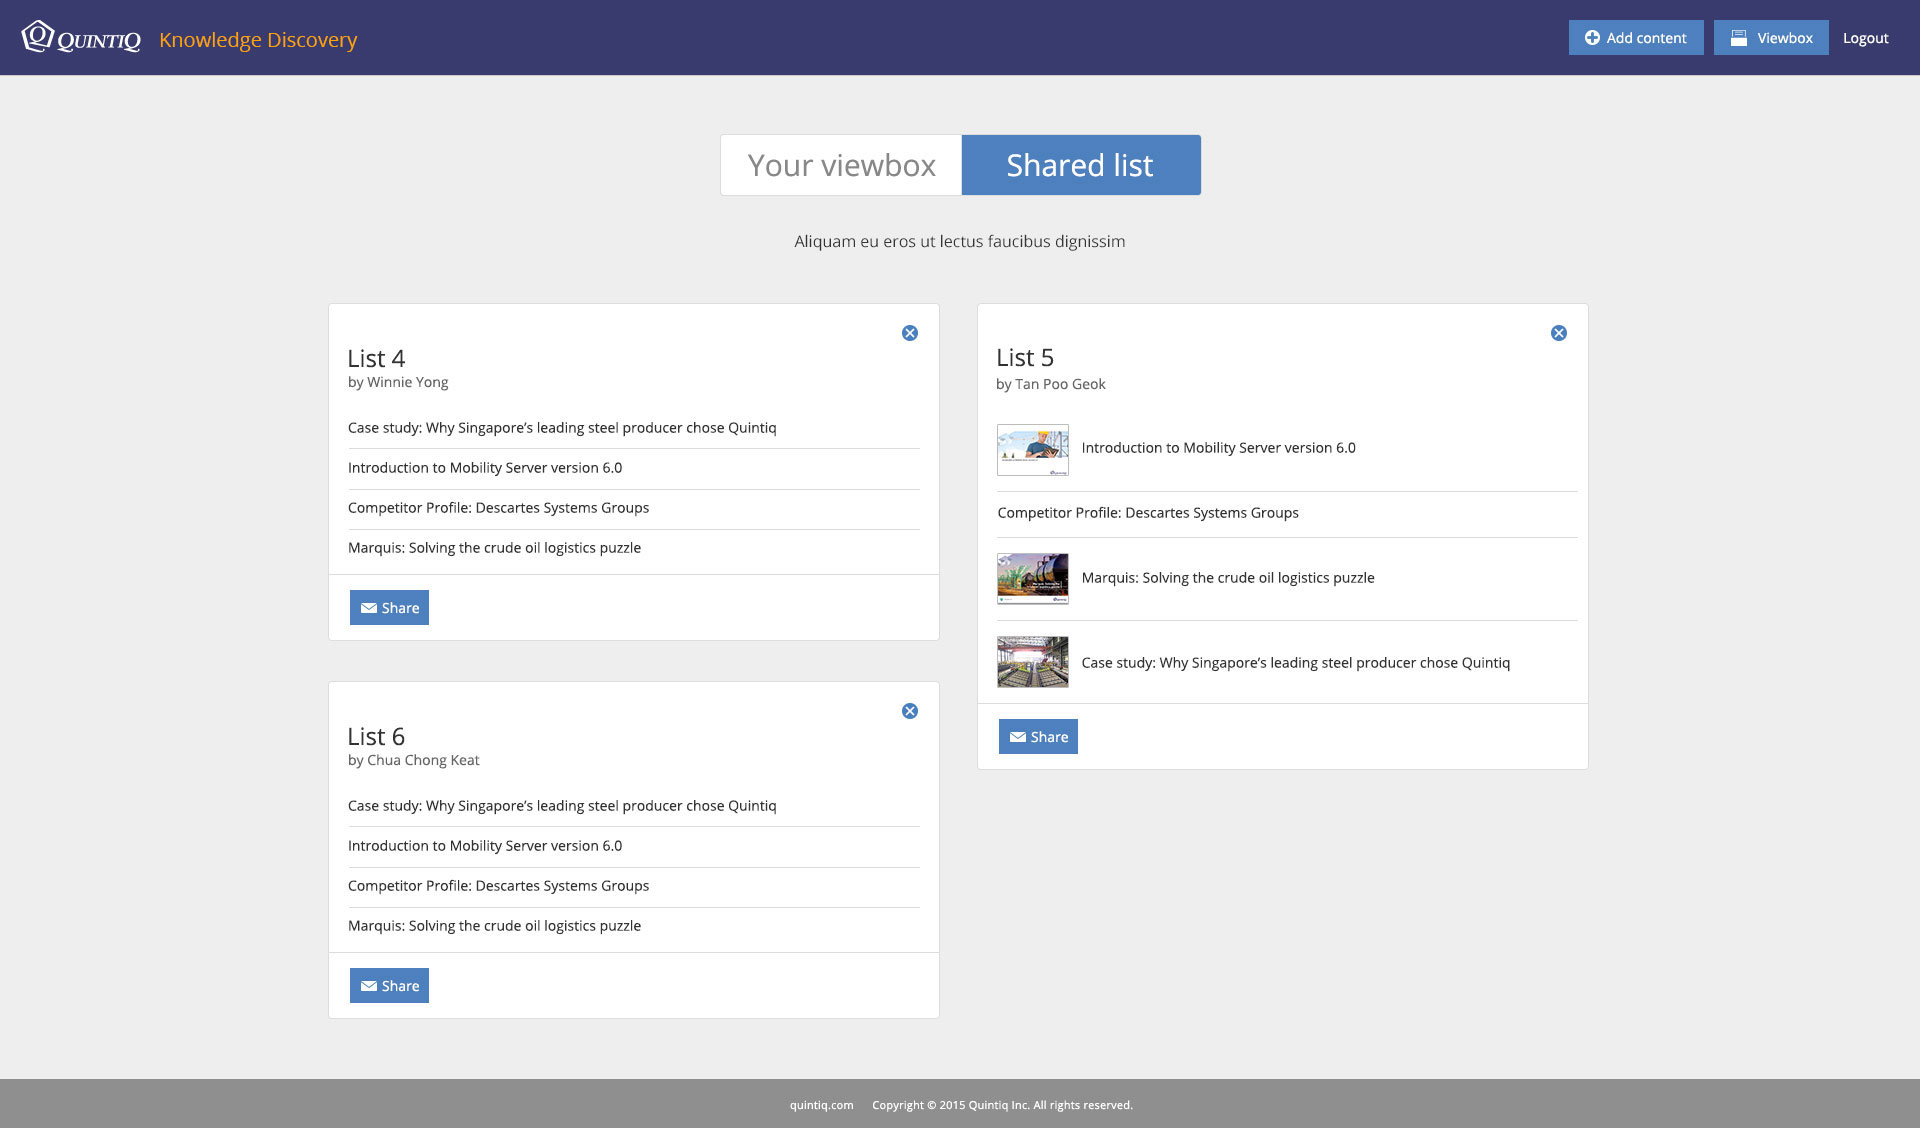 QUINTIQ Knowledge Discovery
Add content
Viewbox
Logout
Your viewbox
Shared list
Aliquam eu eros ut lectus faucibus dignissim
List 4
by Winnie Yong
Case study: Why Singapore’s leading steel producer chose Quintiq
Introduction to Mobility Server version 6.0
Competitor Profile: Descartes Systems Groups
Marquis: Solving the crude oil logistics puzzle
Share
List 5
by Tan Poo Geok
Introduction to Mobility Server version 6.0
Competitor Profile: Descartes Systems Groups
Marquis: Solving the crude oil logistics puzzle
Case study: Why Singapore’s leading steel producer chose Quintiq
Share
List 6
by Chua Chong Keat
Case study: Why Singapore’s leading steel producer chose Quintiq
Introduction to Mobility Server version 6.0
Competitor Profile: Descartes Systems Groups
Marquis: Solving the crude oil logistics puzzle
Share
quintiq.com
Copyright © 2015 Quintiq Inc. All rights reserved.